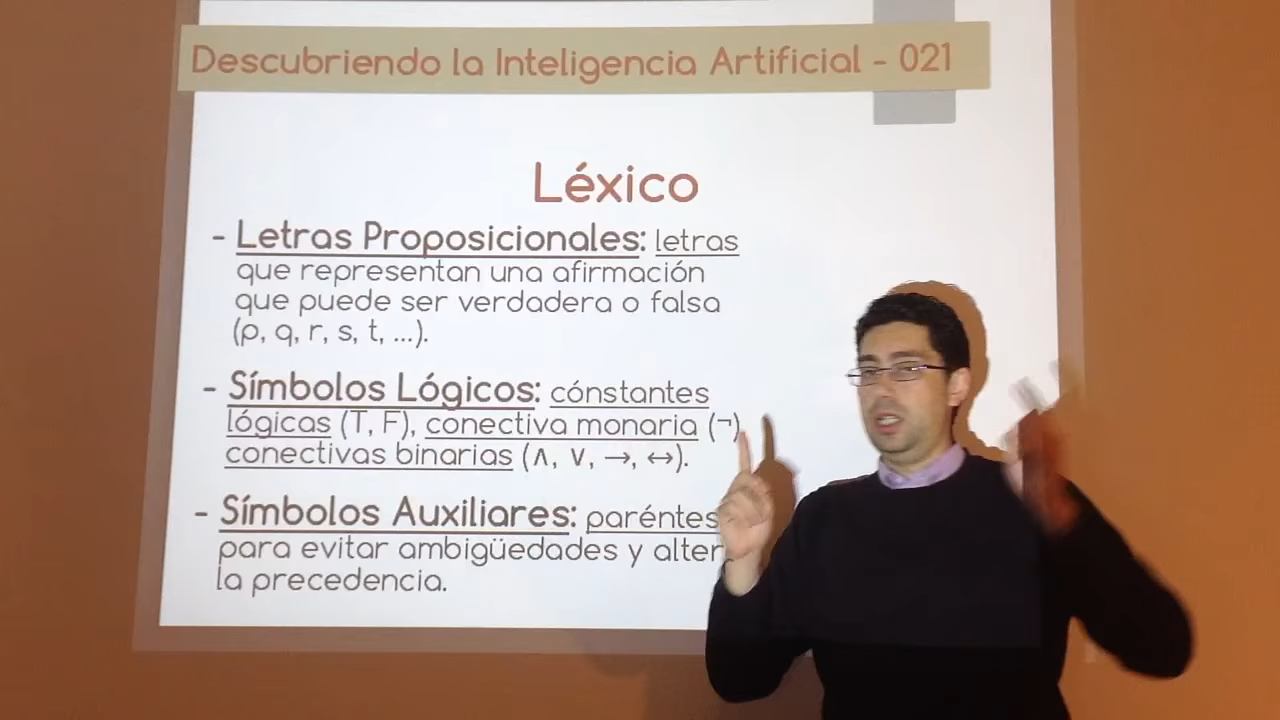 Descubriendo la Inteligencia Artificial - 021
Léxico
- Letras Proposicionales: letras
que representan una afirmación
que puede ser verdadera o falsa
(p, q, r, s, t, ...).
- Símbolos Lógicos: cónstantes
lógicas (T, F), conectiva monaria (¬)
conectivas binarias (∧, ∨, →, ↔).
- Símbolos Auxiliares: paréntes
para evitar ambigüedades y alter
la precedencia.